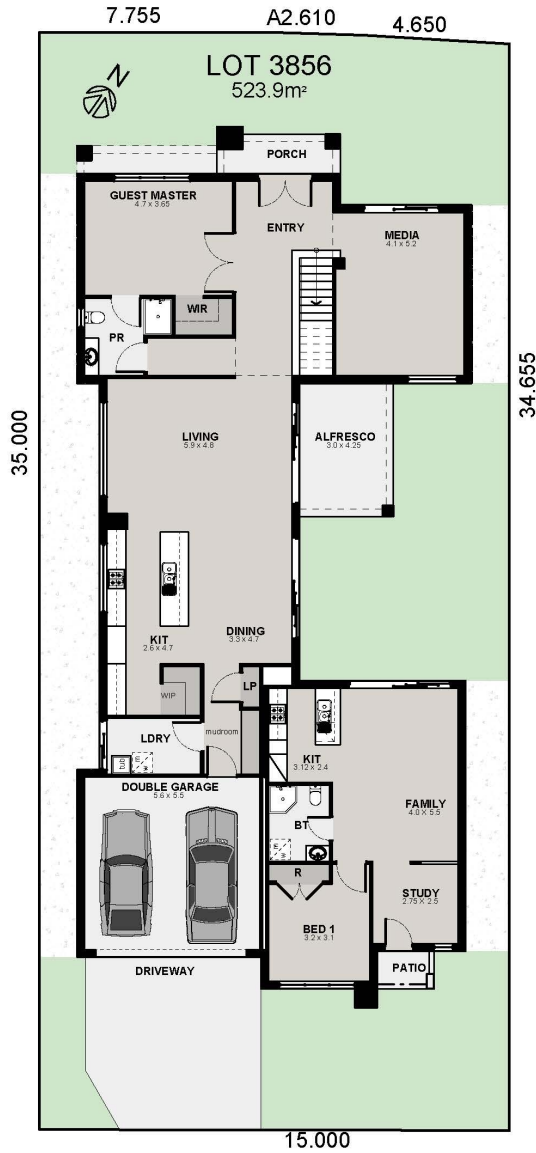 7.755
A2.610
4.650
LOT 3856
523.9m²
N
PORCH
GUEST MASTER
4.7 x 3.65
ENTRY
MEDIA
4.1 x 5.2
WIR
PR
35.000
34.655
LIVING
5.9 x 4.8
ALFRESCO
3.0 x 4.25
KIT
2.6 x 4.7
DINING
3.3 x 4.7
WIP
LP
LDRY
mudroom
tub
KIT
3.12 x 2.4
DOUBLE GARAGE
5.6 x 5.5
FAMILY
4.0 x 5.5
BT
R
STUDY
2.75 x 2.5
BED 1
3.2 x 3.1
DRIVEWAY
PATIO
15.000